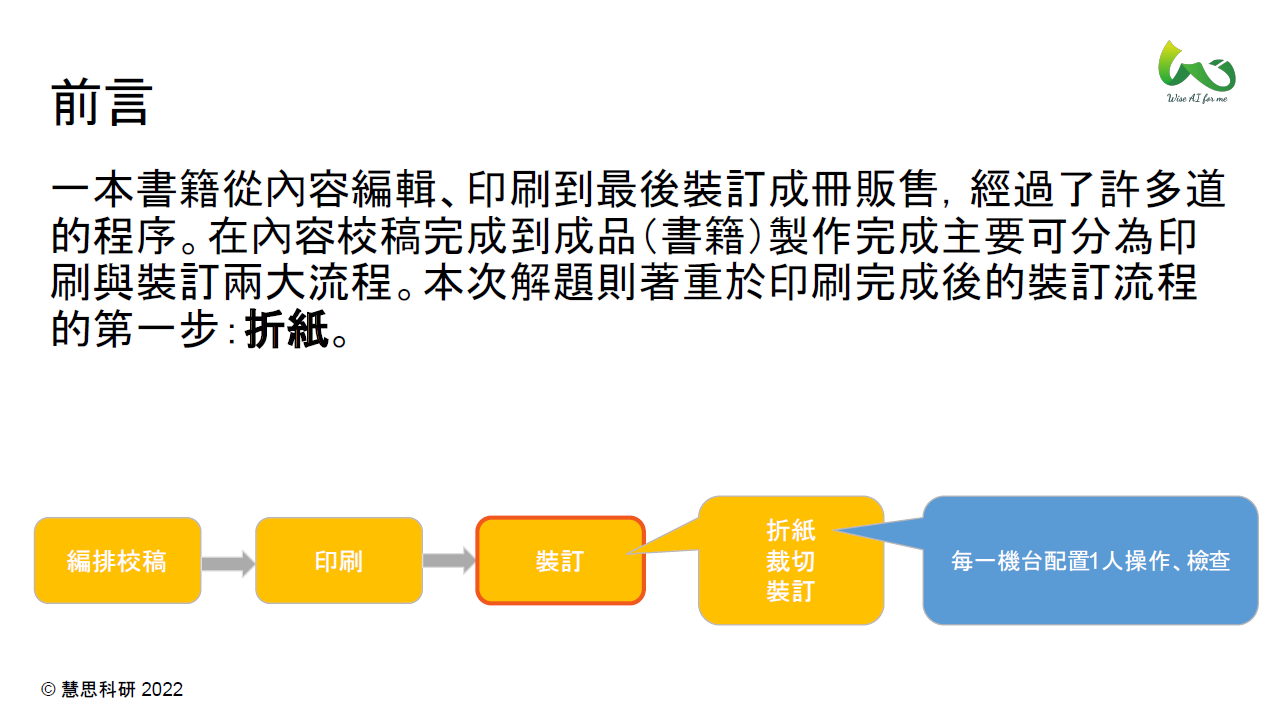 前言
Wise AI for me
一本書籍從內容編輯、印刷到最後裝訂成冊販售，經過了許多道
的程序。在內容校稿完成到成品（書籍）製作完成主要可分為印
刷與裝訂兩大流程。本次解題則著重於印刷完成後的裝訂流程
的第一步：折紙。
編排校稿
印刷
裝訂
折紙
裁切
裝訂
每一機台配置1人操作、檢查
© 慧思科研 2022